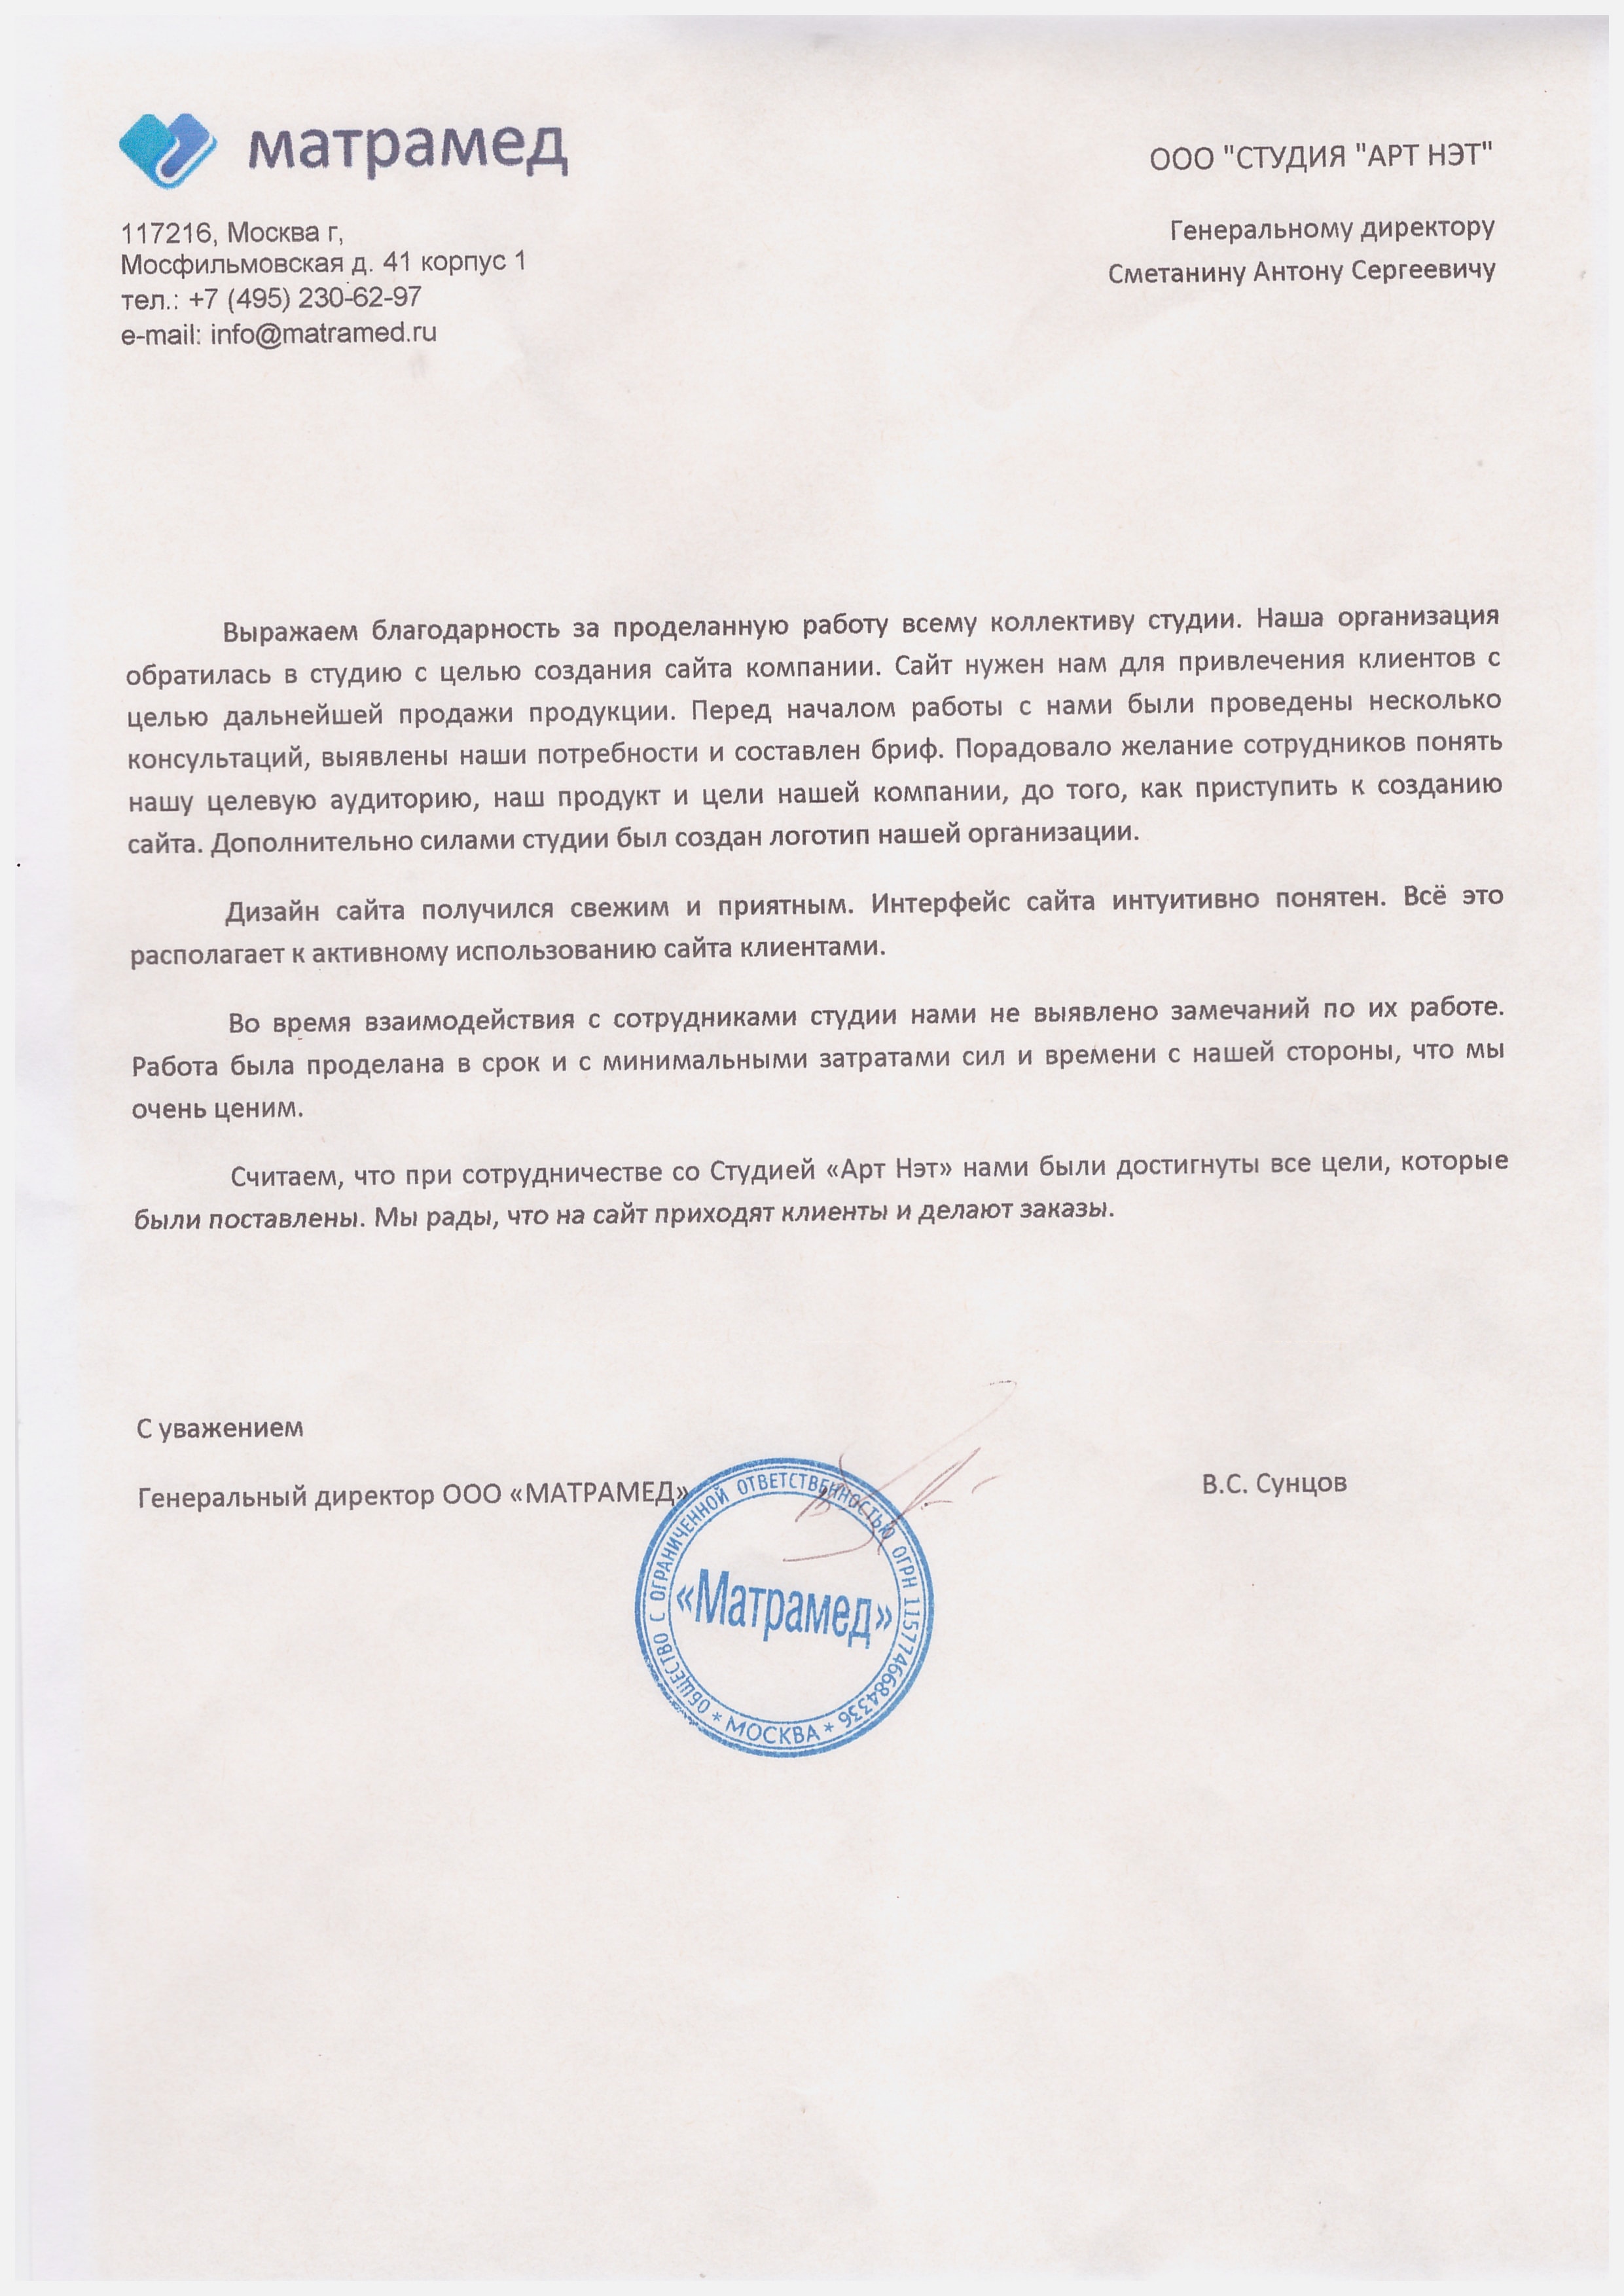 матрамед
117216, Москва г,
Мосфильмовская д. 41 корпус 1
тел.: +7 (495) 230-62-97
e-mail: info@matramed.ru
ООО "СТУДИЯ "АРТ НЭТ"
Генеральному директору
Сметанину Антону Сергеевичу
Выражаем благодарность за проделанную работу всему коллективу студии. Наша организация
обратилась в студию с целью создания сайта компании. Сайт нужен нам для привлечения клиентов с
целью дальнейшей продажи продукции. Перед началом работы с нами были проведены несколько
консультаций, выявлены наши потребности и составлен бриф. Порадовало желание сотрудников понять
нашу целевую аудиторию, наш продукт и цели нашей компании, до того, как приступить к созданию
сайта. Дополнительно силами студии был создан логотип нашей организации.
Дизайн сайта получился свежим и приятным. Интерфейс сайта интуитивно понятен. Всё это
располагает к активному использованию сайта клиентами.
Во время взаимодействия с сотрудниками студии нами не выявлено замечаний по их работе.
Работа была проделана в срок и с минимальными затратами сил и времени с нашей стороны, что мы
очень ценим.
Считаем, что при сотрудничестве со Студией «Арт Нэт» нами были достигнуты все цели, которые
были поставлены. Мы рады, что на сайт приходят клиенты и делают заказы.
С уважением
Генеральный директор ООО «МАТРАМЕД»
В.С. Сунцов
ОБЩЕСТВО С ОГРАНИЧЕННОЙ ОТВЕТСТВЕННОСТЬЮ ОГРН 1157746684336
«Матрамед»
* МОСКВА *